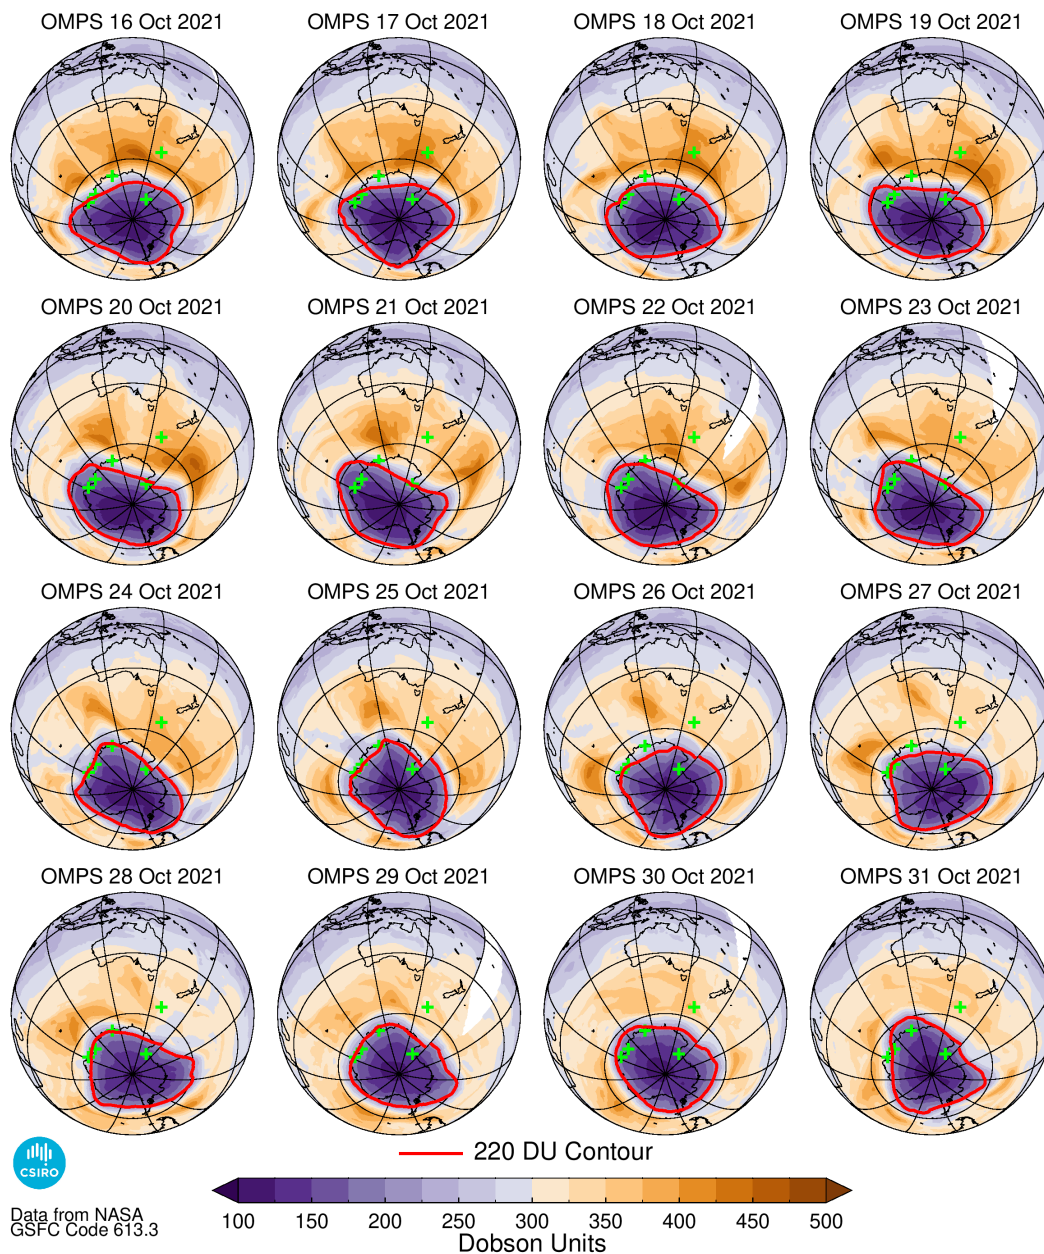 OMPS 16 Oct 2021 OMPS 17 Oct 2021 OMPS 18 Oct 2021 OMPS 19 Oct 2021
OMPS 20 Oct 2021 OMPS 21 Oct 2021 OMPS 22 Oct 2021 OMPS 23 Oct 2021
OMPS 24 Oct 2021 OMPS 25 Oct 2021 OMPS 26 Oct 2021 OMPS 27 Oct 2021
OMPS 28 Oct 2021 OMPS 29 Oct 2021 OMPS 30 Oct 2021 OMPS 31 Oct 2021
220 DU Contour
CSIRO
Data from NASA
GSFC Code 613.3
100 150 200 250 300 350 400 450 500
Dobson Units